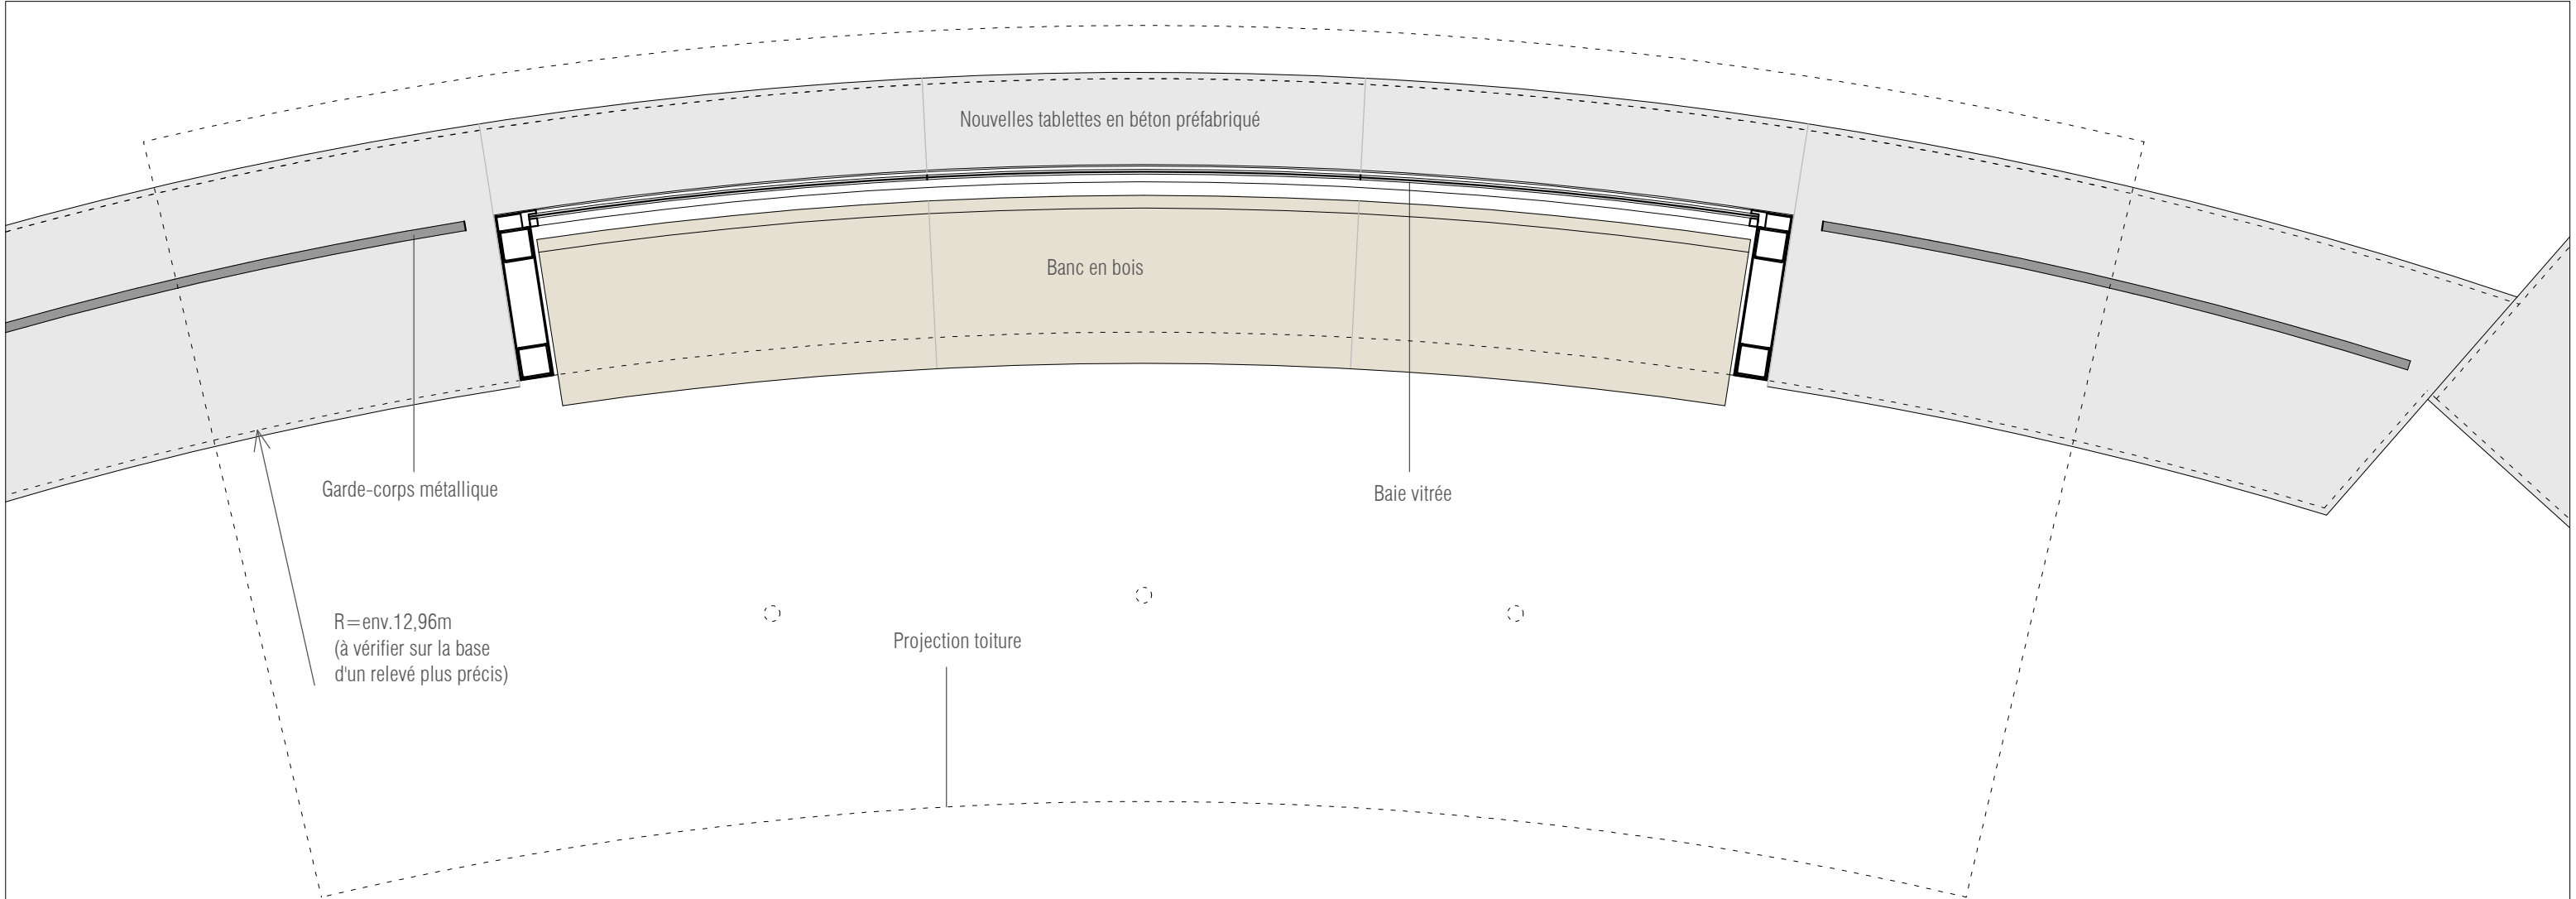 Nouvelles tablettes en béton préfabriqué
Banc en bois
Garde-corps métallique
Baie vitrée
R=env.12,96m
(à vérifier sur la base
d'un relevé plus précis)
Projection toiture